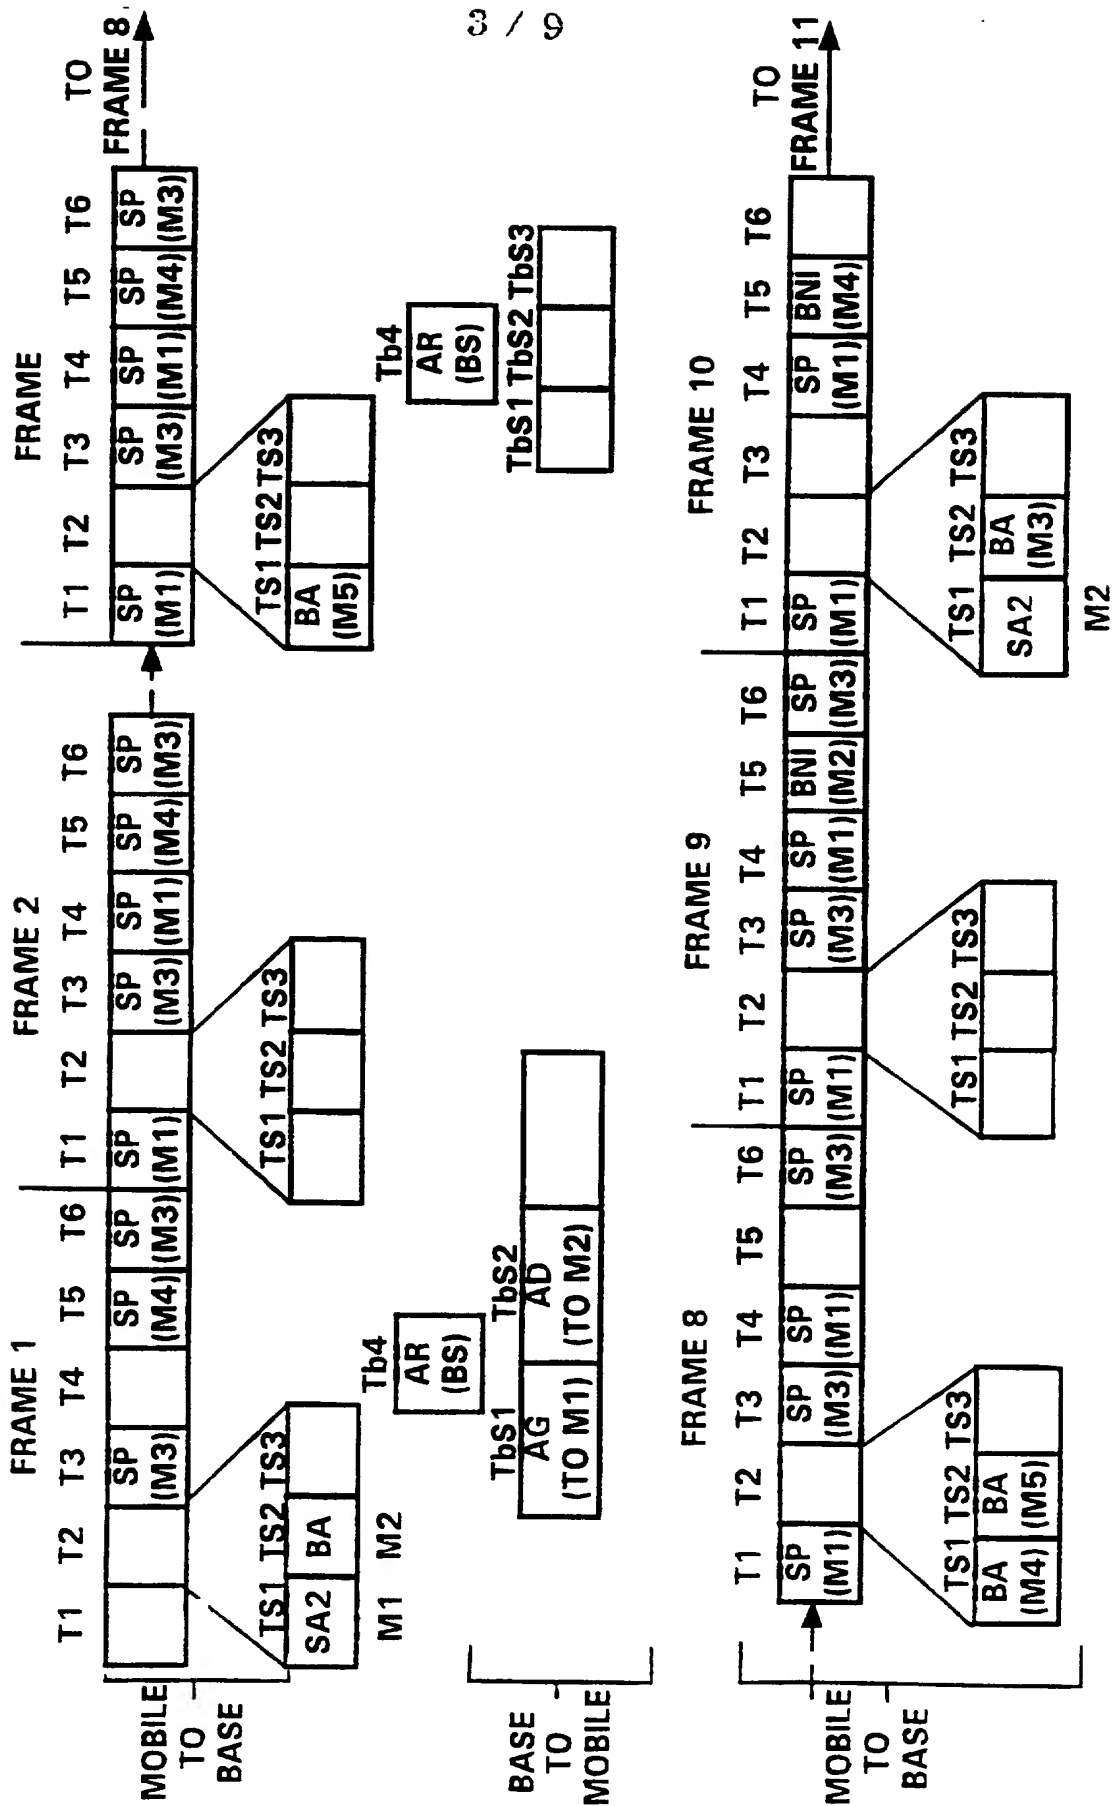 3 / 9
FRAME 1
FRAME 2
FRAME
TO
FRAME 8
T1 T2 T3 T4 T5 T6
T1 T2 T3 T4 T5 T6
T1 T2 T3 T4 T5 T6
MOBILE
TO
BASE
SP
(M3)
SP
(M4)
SP
(M3)
SP
(M1)
SP
(M3)
SP
(M1)
SP
(M4)
SP
(M3)
SP
(M1)
SP
(M3)
SP
(M1)
SP
(M4)
SP
(M3)
TS1 TS2 TS3
SA2 BA
M1 M2
TS1 TS2 TS3
TS1 TS2 TS3
BA
(M5)
BASE
TO
MOBILE
Tb4
AR
(BS)
TbS1 TbS2
AG
(TO M1)
AD
(TO M2)
Tb4
AR
(BS)
TbS1 TbS2 TbS3
FRAME 8
FRAME 9
FRAME 10
TO
FRAME 11
T1 T2 T3 T4 T5 T6
T1 T2 T3 T4 T5 T6
T1 T2 T3 T4 T5 T6
MOBILE
TO
BASE
SP
(M1)
SP
(M3)
SP
(M1)
SP
(M3)
SP
(M1)
SP
(M3)
SP
(M1)
BNI
(M2)
SP
(M3)
SP
(M1)
SP
(M1)
BNI
(M4)
TS1 TS2 TS3
BA
(M4)
BA
(M5)
TS1 TS2 TS3
TS1 TS2 TS3
SA2
BA
(M3)
M2